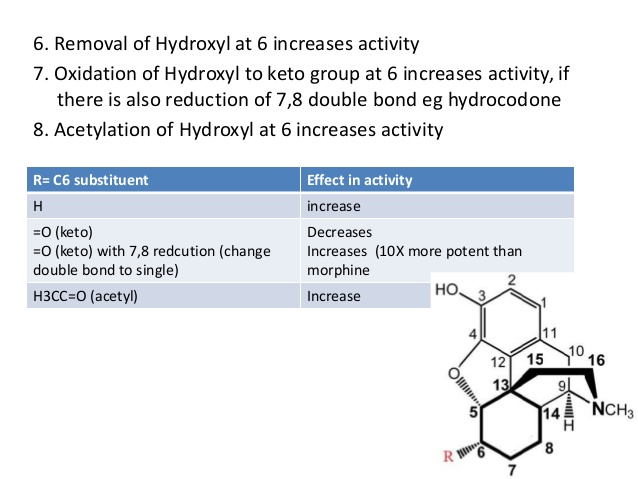 6. Removal of Hydroxyl at 6 increases activity
7. Oxidation of Hydroxyl to keto group at 6 increases activity, if
there is also reduction of 7,8 double bond eg hydrocodone
8. Acetylation of Hydroxyl at 6 increases activity
R= C6 substituent
Effect in activity
H
increase
=O (keto)
Decreases
=O (keto) with 7,8 redcution (change
double bond to single)
Increases (10X more potent than
morphine
H3CC=O (acetyl)
Increase
2
HO
3
1
4
11
10
12
15
16
O
13
9
5
14
H
NCH3
6
8
R
7